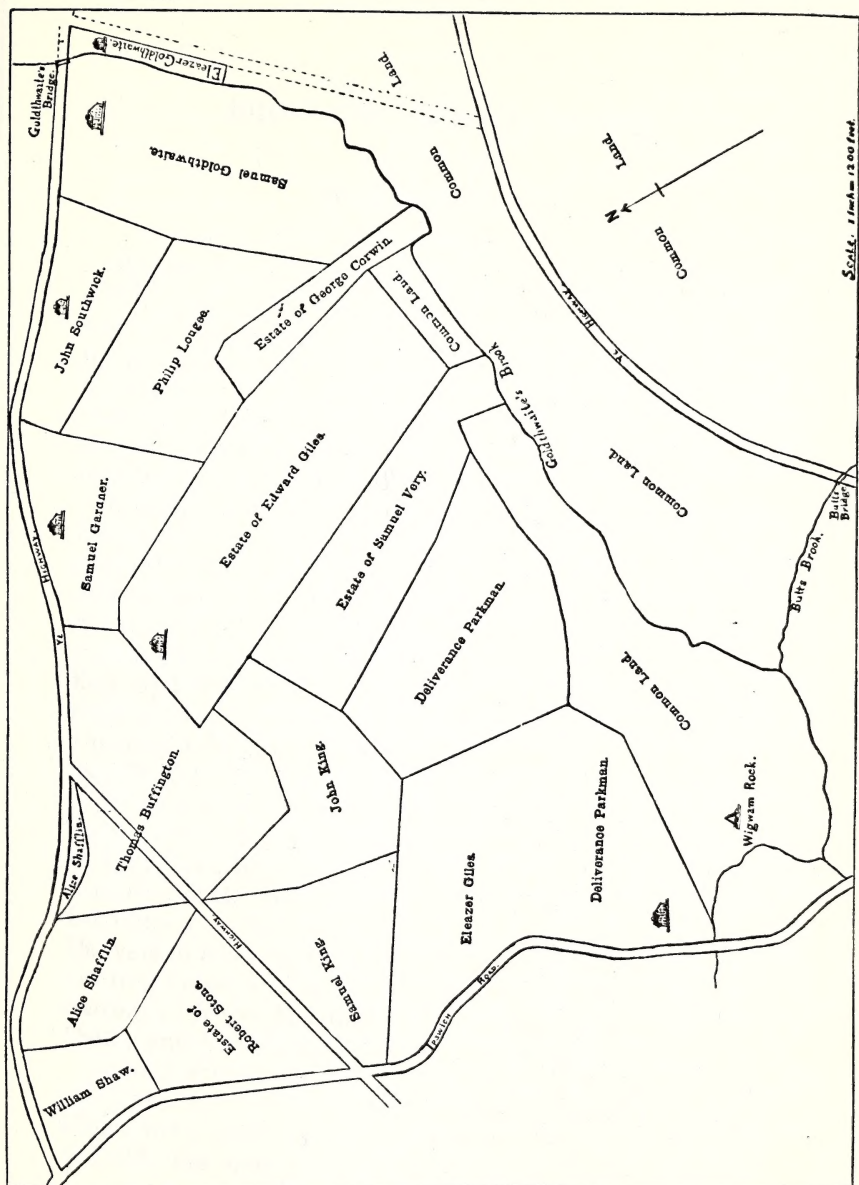 Goldthwaite's
Bridge.
Eleazer Goldthwaite.
Samuel Goldthwaite.
Land.
Common
Land.
Common
N
Scale. 1 inch = 1200 feet.
John Southwick.
Philip Lougee.
Estate of George Corwin.
Common Land.
Ye
Highway.
Goldthwaite's Brook
Ye
Highway.
Samuel Gardner.
Estate of Edward Giles.
Estate of Samuel Very.
Common Land.
Butts
Bridge
Butts Brook.
Deliverance Parkman.
Common Land.
Thomas Buffington.
John King.
Alice Shafflin.
Highway.
Wigwam Rock.
Deliverance Parkman.
Eleazer Giles.
Alice Shafflin.
Estate of
Robert Stone.
Samuel King.
Ipswich Road.
William Shaw.